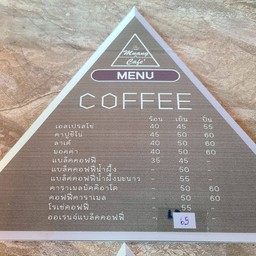 Munny
Cafe'
MENU
COFFEE
ร้อน เย็น ปั่น
เอสเปรสโซ่ 40 45 55
คาปูชิโน 45 50 60
ลาเต้ 40 50 60
มอคค่า 40 50 60
แบล็คคอฟฟี่ 35 45
แบล็คคอฟฟี่น้ำผึ้ง - 50 -
แบล็คคอฟฟี่น้ำผึ้งมะนาว - 55 -
คาราเมลมัคคิอาโต - 50 60
คอฟฟี่คาราเมล - 50 60
โรเซ่คอฟฟี่ - 55
ออเรนจ์แบล็คคอฟฟี่ 65